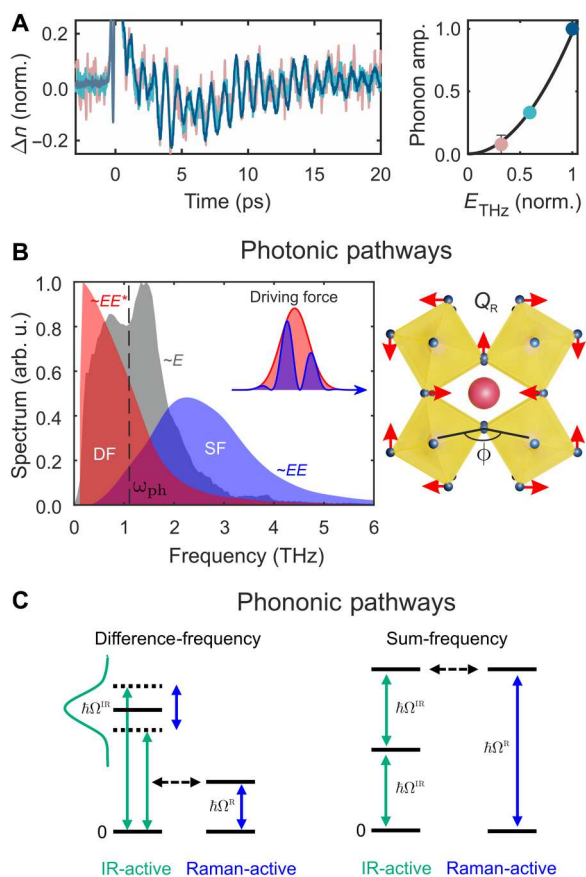 A
0.2
0.0
−0.2
Δn (norm.)
0
5
10
15
20
Time (ps)
1.0
0.5
0.0
Phonon amp.
0
0.5
1
E_THz (norm.)
B
Photonic pathways
1.0
0.8
0.6
0.4
0.2
0.0
Spectrum (arb. u.)
~EE*
~E
DF
SF
~EE
ω_ph
Driving force
0
1
2
3
4
5
6
Frequency (THz)
Q_R
ϕ
C
Phononic pathways
Difference-frequency
ħΩ^IR
ħΩ^R
0
IR-active
Raman-active
Sum-frequency
ħΩ^IR
ħΩ^R
ħΩ^IR
0
IR-active
Raman-active